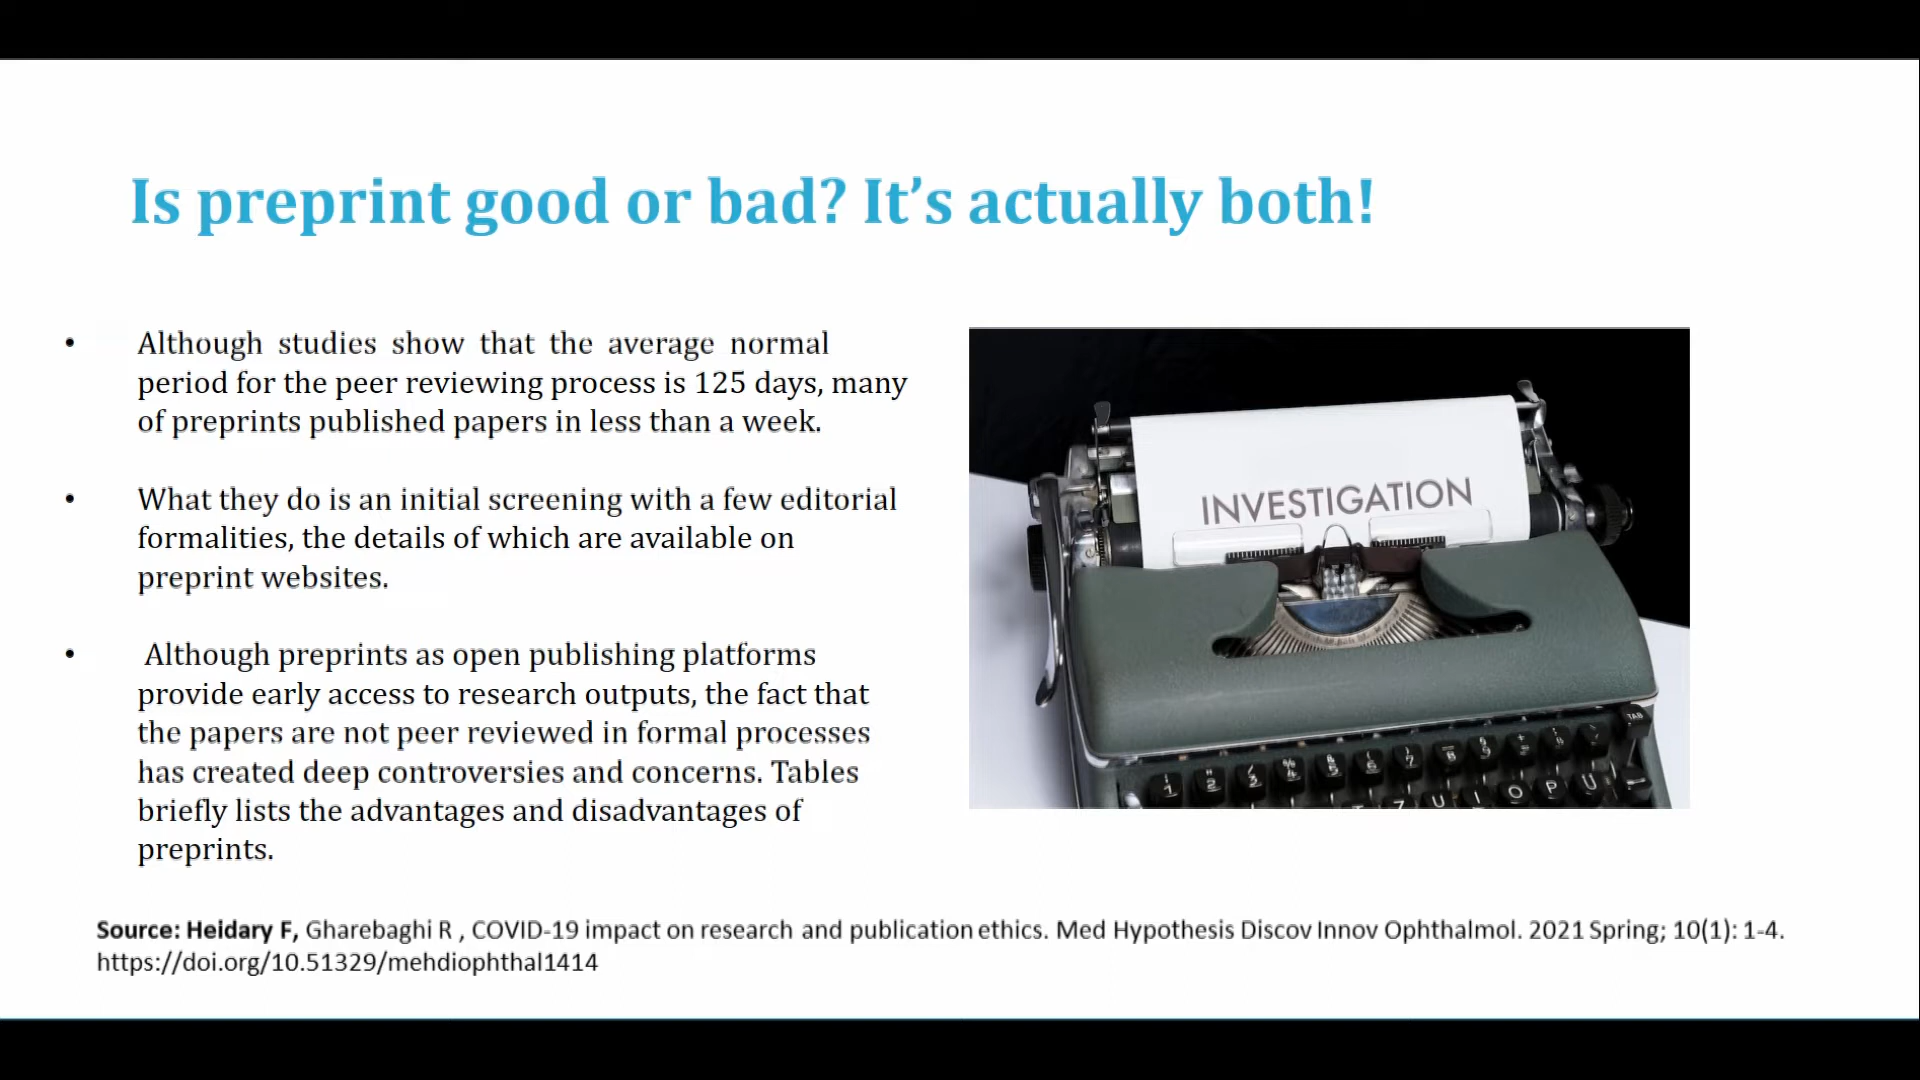 Is preprint good or bad? It's actually both!
• Although studies show that the average normal
period for the peer reviewing process is 125 days, many
of preprints published papers in less than a week.
• What they do is an initial screening with a few editorial
formalities, the details of which are available on
preprint websites.
• Although preprints as open publishing platforms
provide early access to research outputs, the fact that
the papers are not peer reviewed in formal processes
has created deep controversies and concerns. Tables
briefly lists the advantages and disadvantages of
preprints.
INVESTIGATION
TAB
T Z U I O P Ü
Source: Heidary F, Gharebaghi R , COVID-19 impact on research and publication ethics. Med Hypothesis Discov Innov Ophthalmol. 2021 Spring; 10(1): 1-4.
https://doi.org/10.51329/mehdiophthal1414